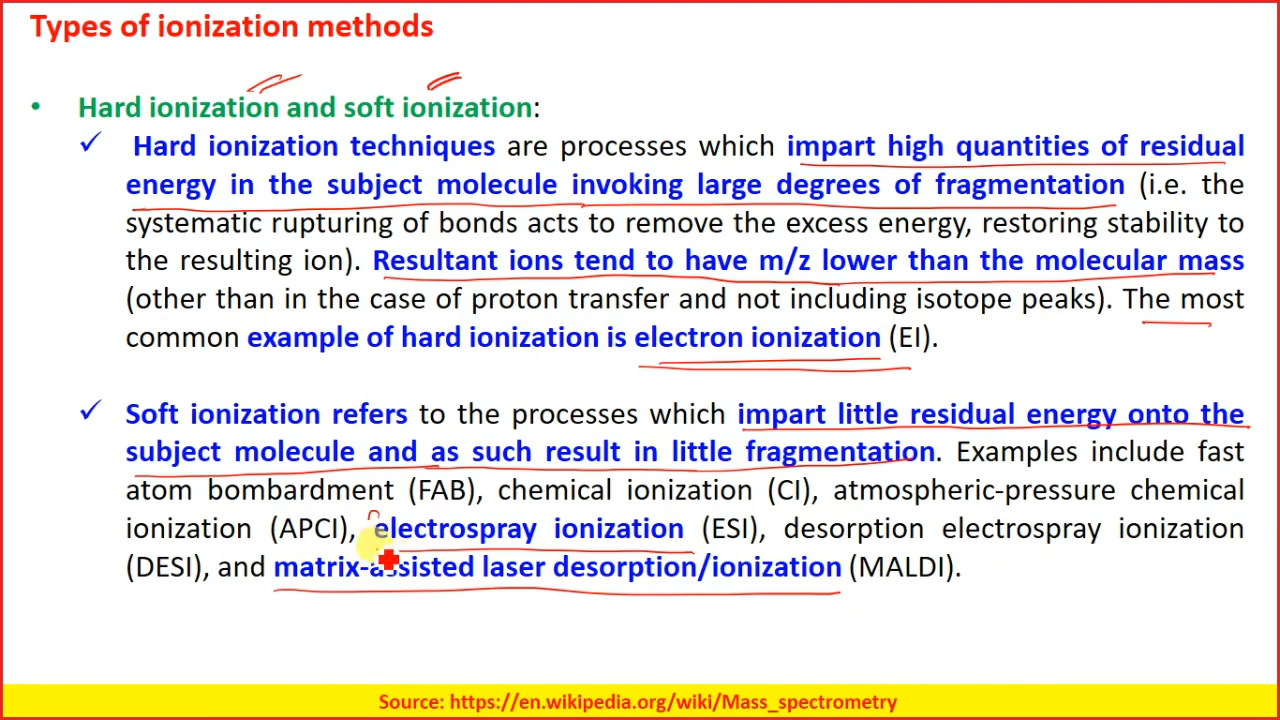 Types of ionization methods
• Hard ionization and soft ionization:
✓ Hard ionization techniques are processes which impart high quantities of residual
energy in the subject molecule invoking large degrees of fragmentation (i.e. the
systematic rupturing of bonds acts to remove the excess energy, restoring stability to
the resulting ion). Resultant ions tend to have m/z lower than the molecular mass
(other than in the case of proton transfer and not including isotope peaks). The most
common example of hard ionization is electron ionization (EI).
✓ Soft ionization refers to the processes which impart little residual energy onto the
subject molecule and as such result in little fragmentation. Examples include fast
atom bombardment (FAB), chemical ionization (CI), atmospheric-pressure chemical
ionization (APCI), electrospray ionization (ESI), desorption electrospray ionization
(DESI), and matrix-assisted laser desorption/ionization (MALDI).
Source: https://en.wikipedia.org/wiki/Mass_spectrometry